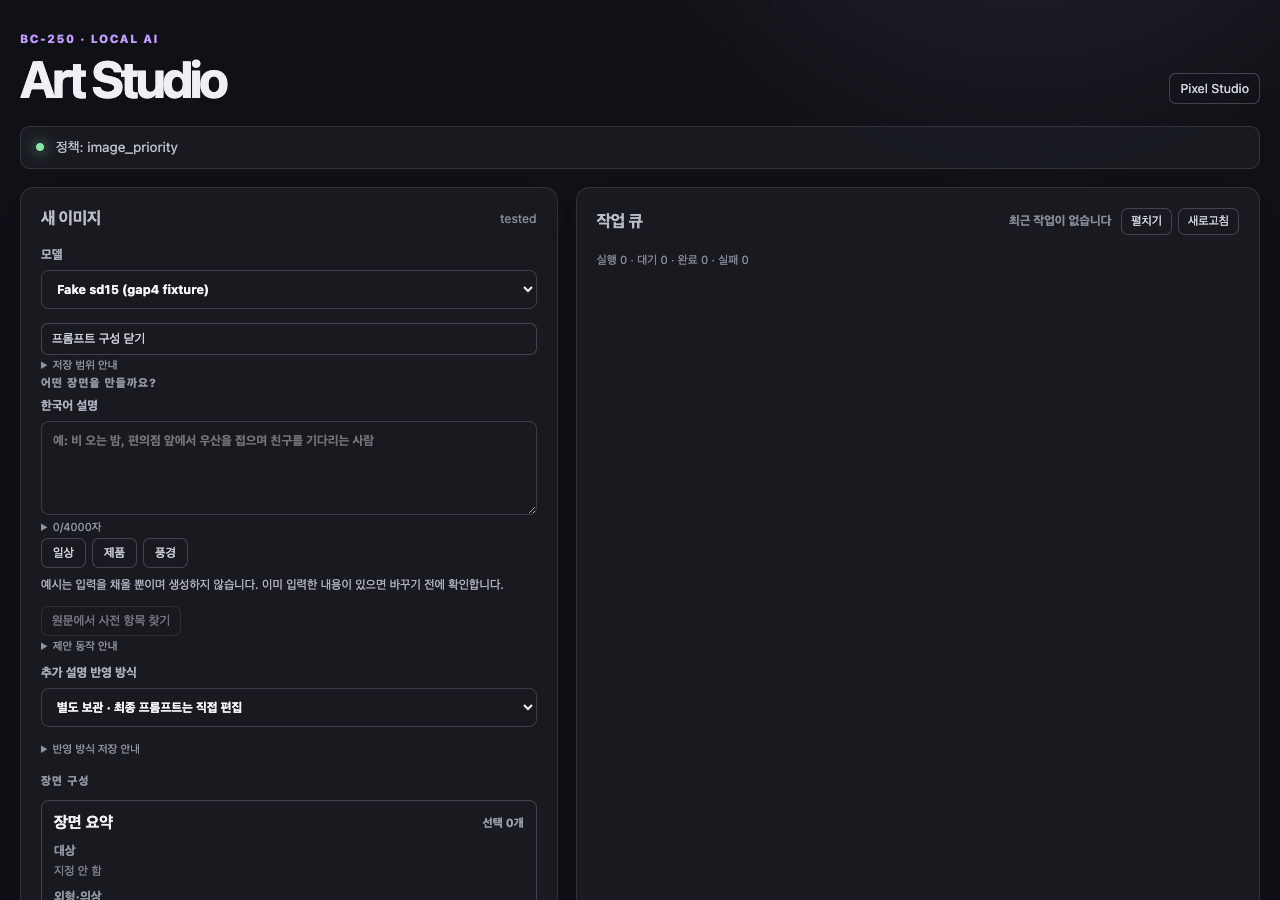 BC-250 · LOCAL AI
Art Studio
Pixel Studio
정책: image_priority
새 이미지
tested
모델
Fake sd15 (gap4 fixture)
프롬프트 구성 닫기
▶ 저장 범위 안내
어떤 장면을 만들까요?
한국어 설명
예: 비 오는 밤, 편의점 앞에서 우산을 접으며 친구를 기다리는 사람
▶ 0/4000자
일상 제품 풍경
예시는 입력을 채울 뿐이며 생성하지 않습니다. 이미 입력한 내용이 있으면 바꾸기 전에 확인합니다.
원문에서 사전 항목 찾기
▶ 제안 동작 안내
추가 설명 반영 방식
별도 보관 · 최종 프롬프트는 직접 편집
▶ 반영 방식 저장 안내
장면 구성
장면 요약
선택 0개
대상
지정 안 함
외형·의상
작업 큐
최근 작업이 없습니다 펼치기 새로고침
실행 0 · 대기 0 · 완료 0 · 실패 0